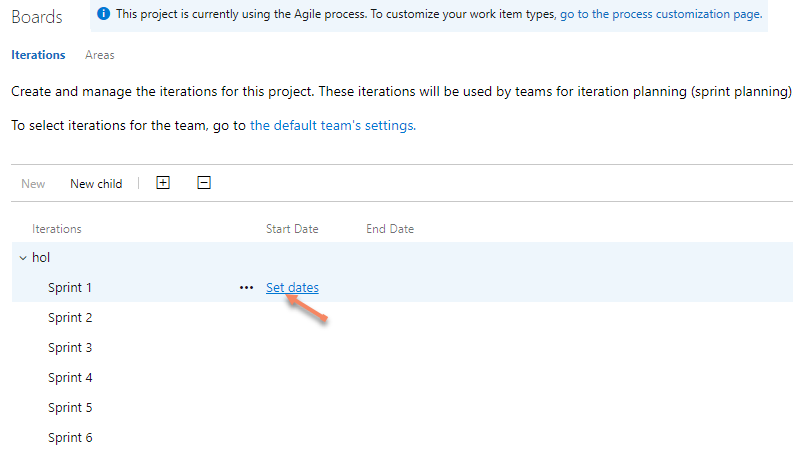 Boards
This project is currently using the Agile process. To customize your work item types, go to the process customization page.
Iterations Areas
Create and manage the iterations for this project. These iterations will be used by teams for iteration planning (sprint planning)
To select iterations for the team, go to the default team's settings.
New New child
Iterations Start Date End Date
hol
Sprint 1 ••• Set dates
Sprint 2
Sprint 3
Sprint 4
Sprint 5
Sprint 6